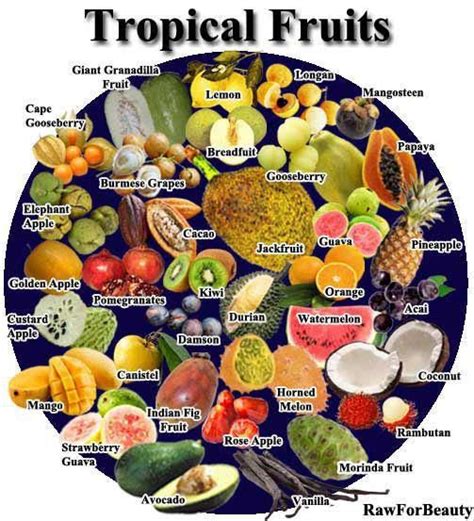 Tropical Fruits
Giant Granadilla
Fruit
Lemon
Longan
Mangosteen
Cape
Gooseberry
Breadfruit
Papaya
Burmese Grapes
Gooseberry
Elephant
Apple
Cacao
Jackfruit
Guava
Pineapple
Golden Apple
Pomegranates
Kiwi
Orange
Acai
Durian
Watermelon
Custard
Apple
Damson
Canistel
Coconut
Mango
Indian Fig
Fruit
Horned
Melon
Rambutan
Strawberry
Guava
Rose Apple
Morinda Fruit
Avocado
Vanilla
RawForBeauty